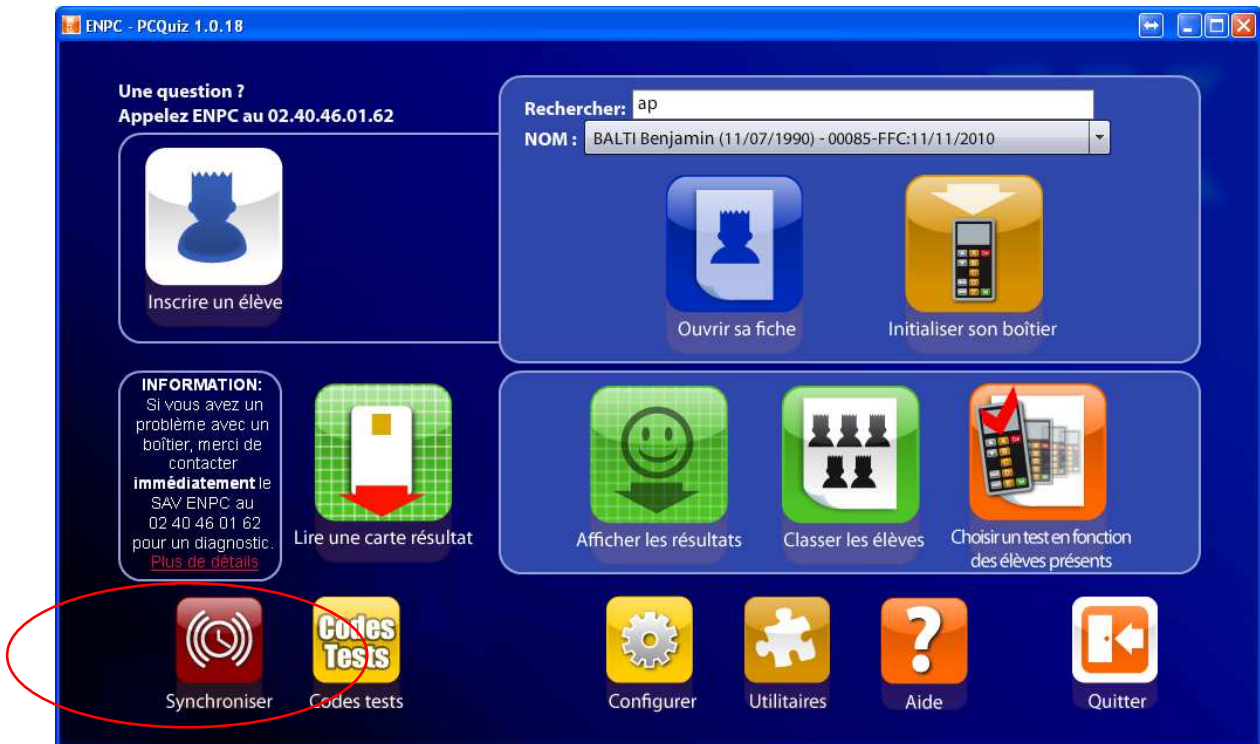 ENPC - PCQuiz 1.0.18
Une question ?
Appelez ENPC au 02.40.46.01.62
Rechercher: ap
NOM : BALTI Benjamin (11/07/1990) - 00085-FFC:11/11/2010
Inscrire un élève
Ouvrir sa fiche
Initialiser son boîtier
INFORMATION:
Si vous avez un
problème avec un
boîtier, merci de
contacter
immédiatement le
SAV ENPC au
02 40 46 01 62
pour un diagnostic.
Plus de détails
Lire une carte résultat
Afficher les résultats
Classer les élèves
Choisir un test en fonction
des élèves présents
Synchroniser
Codes
Tests
Codes tests
Configurer
Utilitaires
?
Aide
Quitter